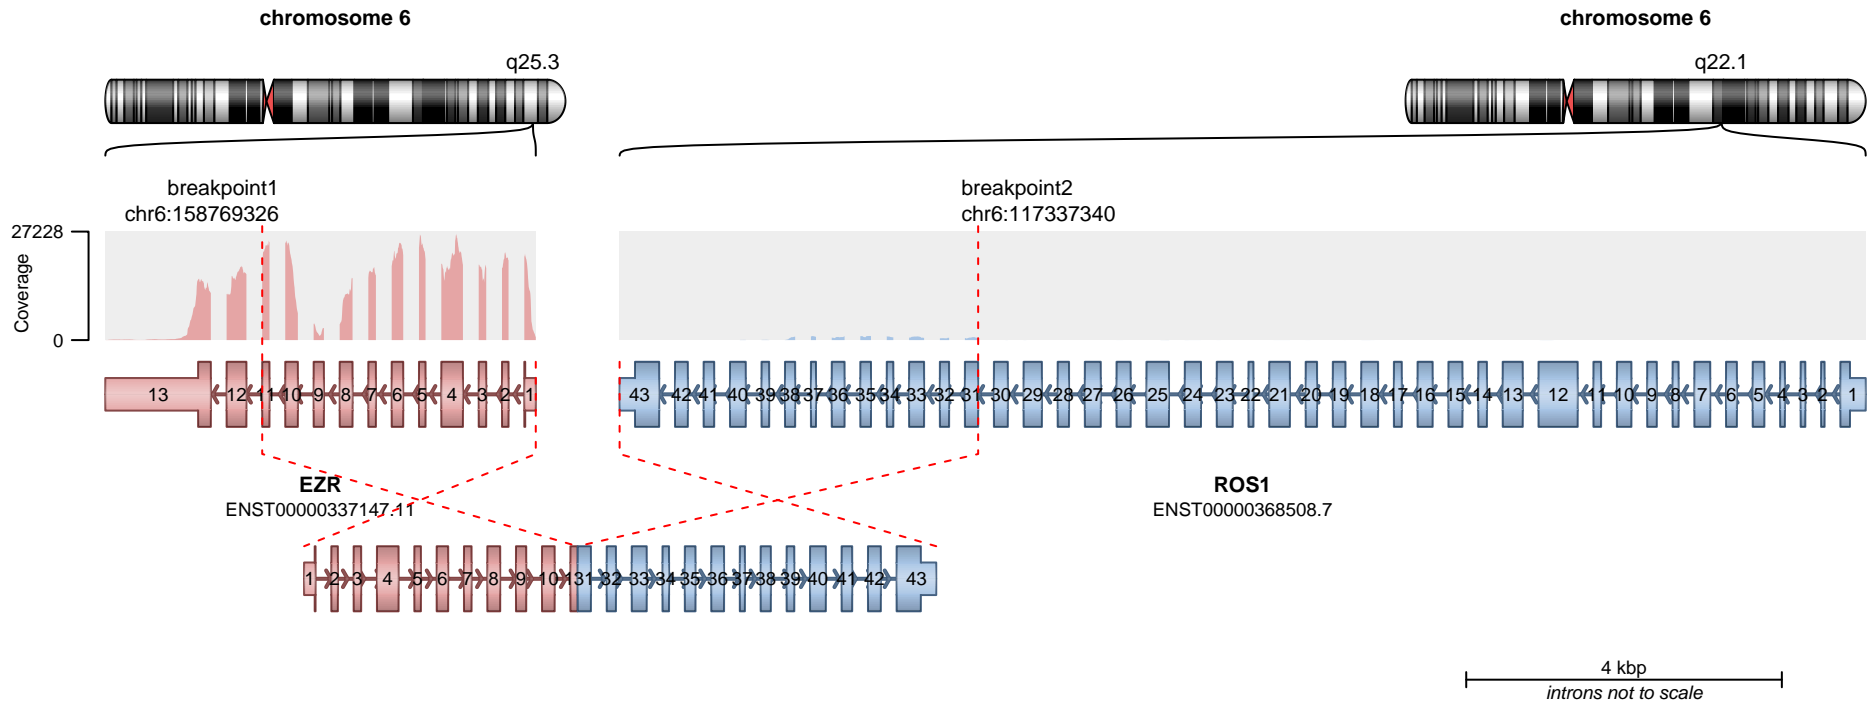 chromosome 6
chromosome 6
q25.3
q22.1
breakpoint1
chr6:158769326
breakpoint2
chr6:117337340
27228
Coverage
0
13 12 11 10 9 8 7 6 5 4 3 2 1
43 42 41 40 39 38 37 36 35 34 33 32 31 30 29 28 27 26 25 24 23 22 21 20 19 18 17 16 15 14 13 12 11 10 9 8 7 6 5 4 3 2 1
EZR
ENST00000337147.11
ROS1
ENST00000368508.7
1 2 3 4 5 6 7 8 9 10 31 32 33 34 35 36 37 38 39 40 41 42 43
4 kbp
introns not to scale